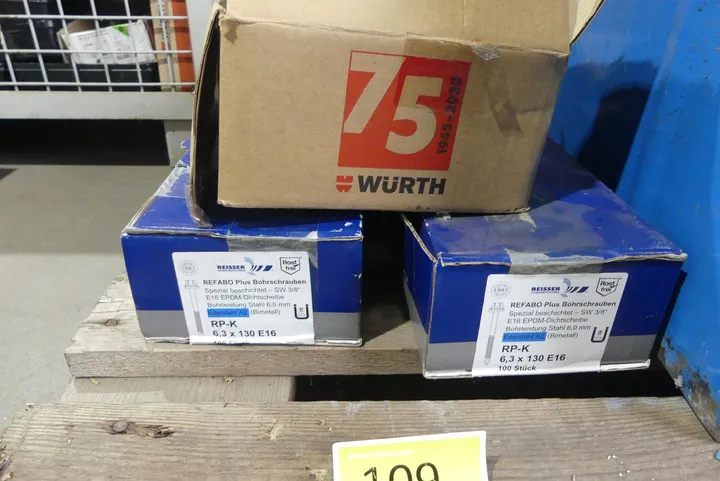 75
1945-2020
WÜRTH
REISSER
Rost frei
REFABO Plus Bohrschrauben
Spezial beschichtet – SW 3/8"
E16 EPDM-Dichtscheibe
Bohrleistung Stahl 6,0 mm
Edelstahl A2 (Bimetall)
RP-K
6,3 x 130 E16
100 Stück
REISSER
Rost frei
REFABO Plus Bohrschrauben
Spezial beschichtet – SW 3/8"
E16 EPDM-Dichtscheibe
Bohrleistung Stahl 6,0 mm
Edelstahl A2 (Bimetall)
RP-K
6,3 x 130 E16
100 Stück
109